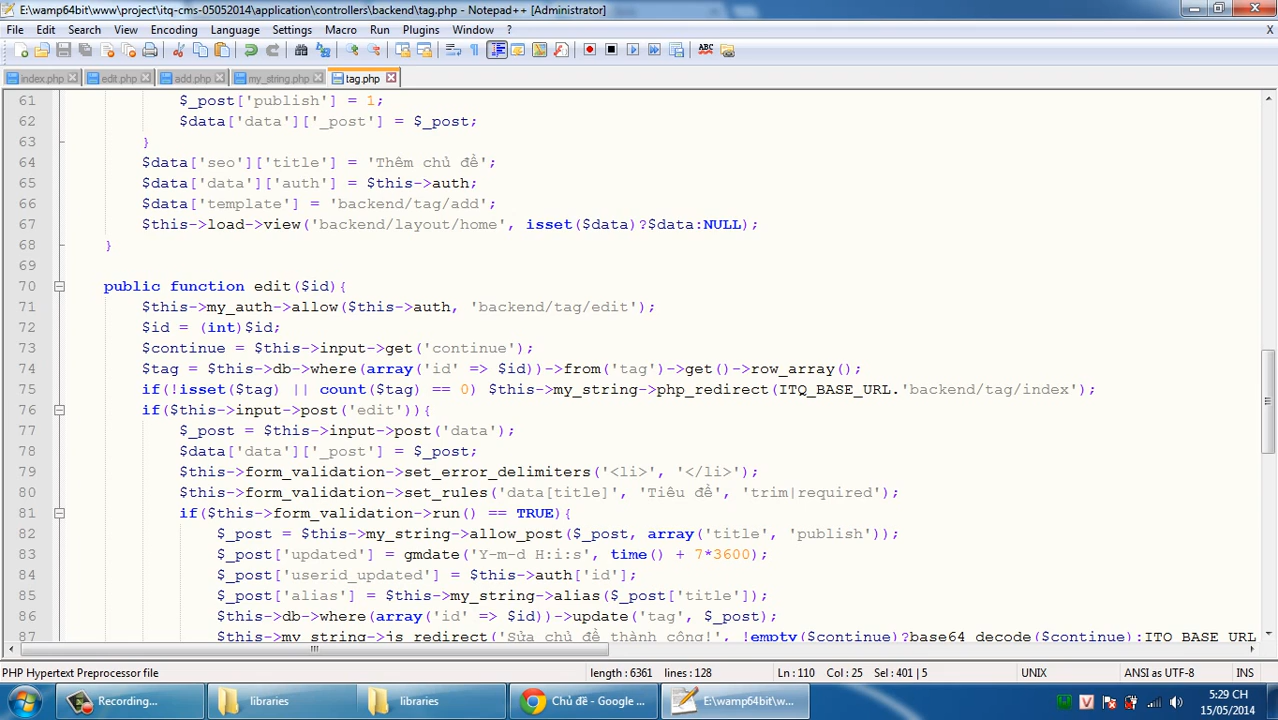 E:\wamp64bit\www\project\itq-cms-05052014\application\controllers\backend\tag.php - Notepad++ [Administrator]
File Edit Search View Encoding Language Settings Macro Run Plugins Window ? X
index.php edit.php add.php my_string.php tag.php
61 $_post['publish'] = 1;
62 $data['data']['_post'] = $_post;
63 }
64 $data['seo']['title'] = 'Thêm chủ đề';
65 $data['data']['auth'] = $this->auth;
66 $data['template'] = 'backend/tag/add';
67 $this->load->view('backend/layout/home', isset($data)?$data:NULL);
68 }
69
70 public function edit($id){
71 $this->my_auth->allow($this->auth, 'backend/tag/edit');
72 $id = (int)$id;
73 $continue = $this->input->get('continue');
74 $tag = $this->db->where(array('id' => $id))->from('tag')->get()->row_array();
75 if(!isset($tag) || count($tag) == 0) $this->my_string->php_redirect(ITQ_BASE_URL.'backend/tag/index');
76 if($this->input->post('edit')){
77 $_post = $this->input->post('data');
78 $data['data']['_post'] = $_post;
79 $this->form_validation->set_error_delimiters('<li>', '</li>');
80 $this->form_validation->set_rules('data[title]', 'Tiêu đề', 'trim|required');
81 if($this->form_validation->run() == TRUE){
82 $_post = $this->my_string->allow_post($_post, array('title', 'publish'));
83 $_post['updated'] = gmdate('Y-m-d H:i:s', time() + 7*3600);
84 $_post['userid_updated'] = $this->auth['id'];
85 $_post['alias'] = $this->my_string->alias($_post['title']);
86 $this->db->where(array('id' => $id))->update('tag', $_post);
87 $this->my_string->js_redirect('Sửa chủ đề thành công!', !empty($continue)?base64_decode($continue):ITQ_BASE_URL
PHP Hypertext Preprocessor file length : 6361 lines : 128 Ln : 110 Col : 25 Sel : 401 | 5 UNIX ANSI as UTF-8 INS
Recording... libraries libraries Chủ đề - Google ... E:\wamp64bit\w... 5:29 CH
15/05/2014